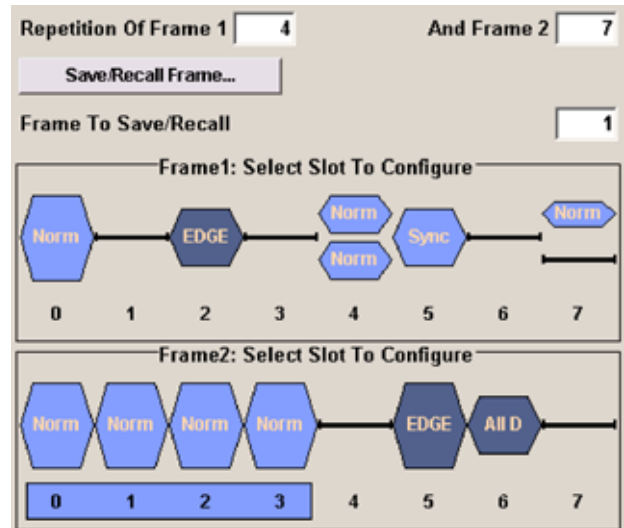 Repetition Of Frame 1 4 And Frame 2 7
Save/Recall Frame...
Frame To Save/Recall 1
Frame1: Select Slot To Configure
Norm EDGE Norm Sync Norm
Norm
0 1 2 3 4 5 6 7
Frame2: Select Slot To Configure
Norm Norm Norm Norm EDGE All D
0 1 2 3 4 5 6 7